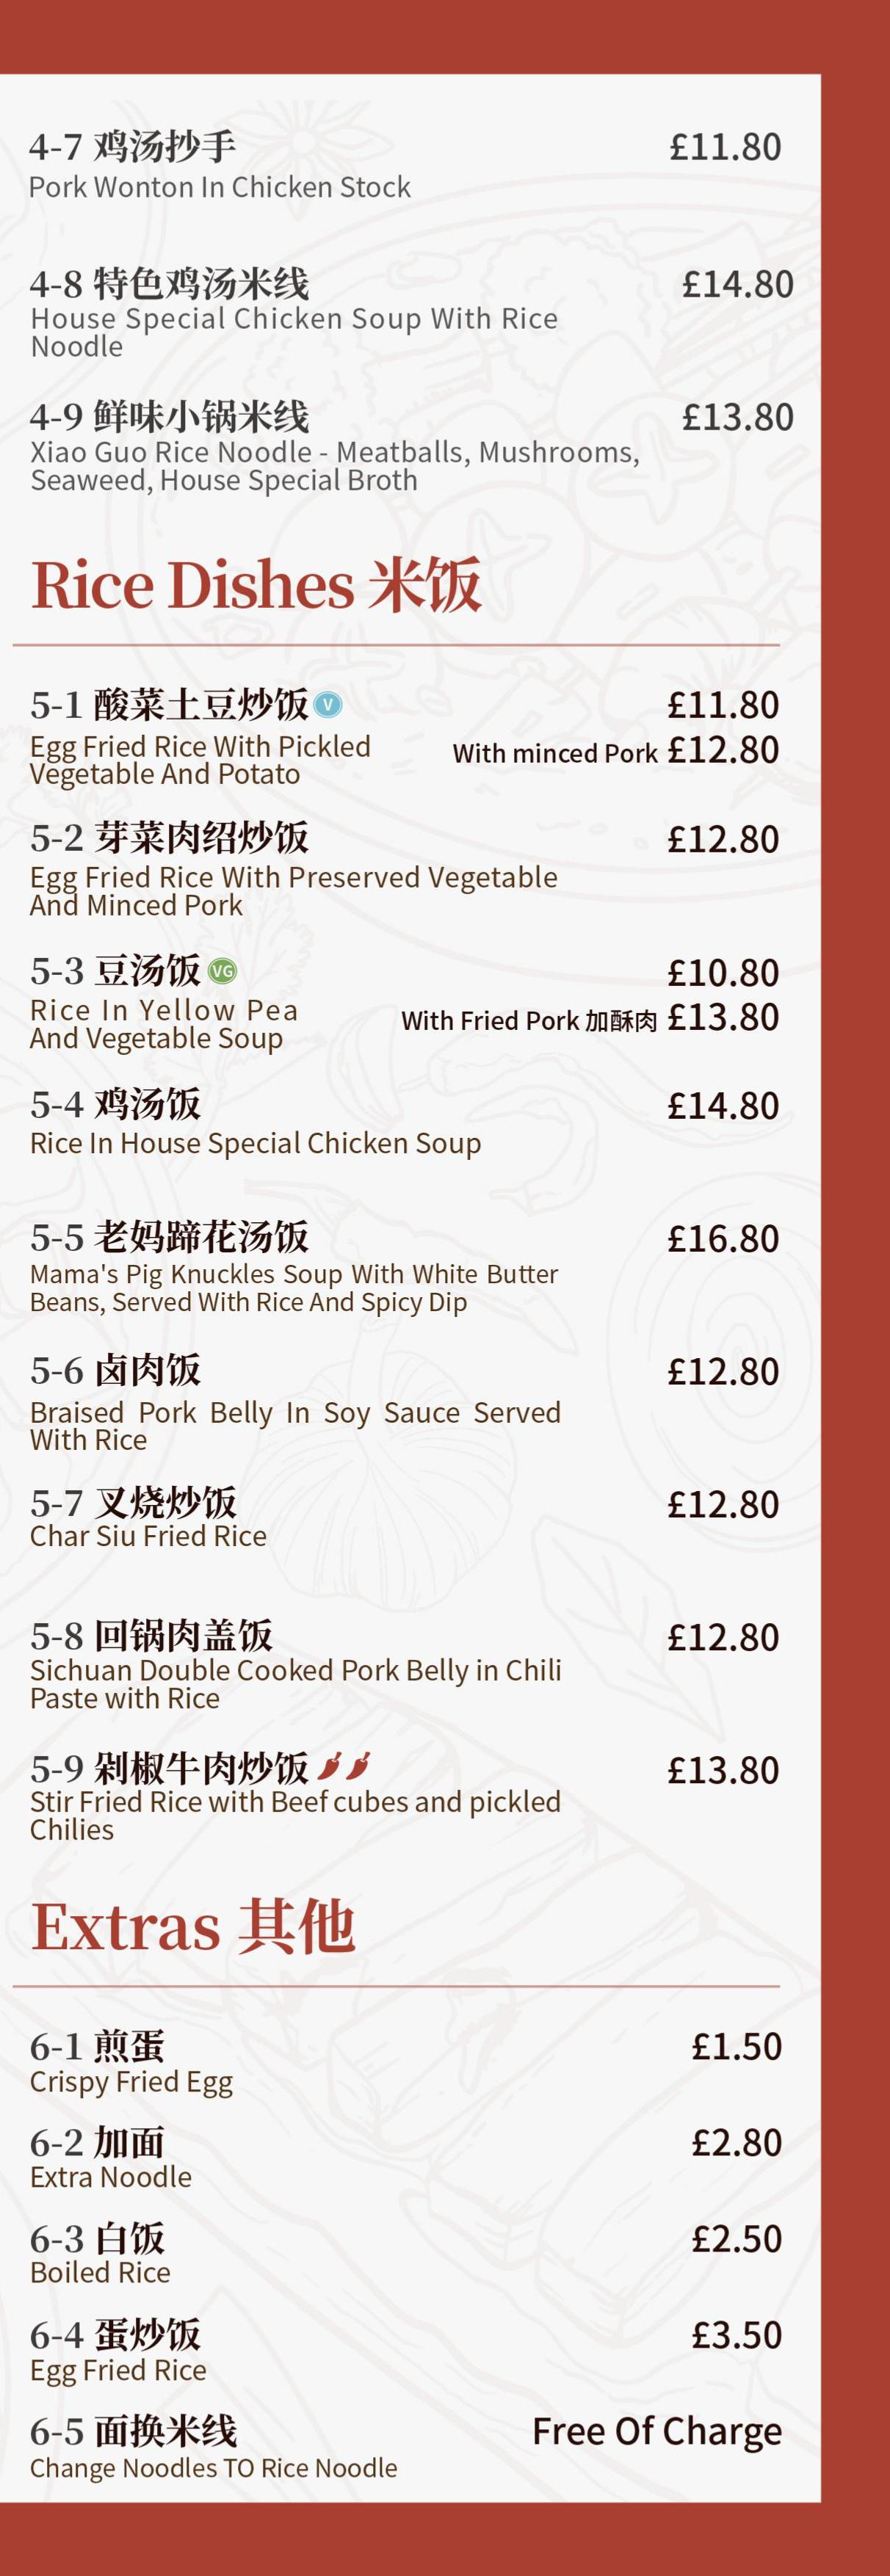 4-7 鸡汤抄手 £11.80
Pork Wonton In Chicken Stock
4-8 特色鸡汤米线 £14.80
House Special Chicken Soup With Rice
Noodle
4-9 鲜味小锅米线 £13.80
Xiao Guo Rice Noodle - Meatballs, Mushrooms,
Seaweed, House Special Broth
Rice Dishes 米饭
5-1 酸菜土豆炒饭 V £11.80
Egg Fried Rice With Pickled
Vegetable And Potato
With minced Pork £12.80
5-2 芽菜肉绍炒饭 £12.80
Egg Fried Rice With Preserved Vegetable
And Minced Pork
5-3 豆汤饭 VG £10.80
Rice In Yellow Pea
And Vegetable Soup
With Fried Pork 加酥肉 £13.80
5-4 鸡汤饭 £14.80
Rice In House Special Chicken Soup
5-5 老妈蹄花汤饭 £16.80
Mama's Pig Knuckles Soup With White Butter
Beans, Served With Rice And Spicy Dip
5-6 卤肉饭 £12.80
Braised Pork Belly In Soy Sauce Served
With Rice
5-7 叉烧炒饭 £12.80
Char Siu Fried Rice
5-8 回锅肉盖饭 £12.80
Sichuan Double Cooked Pork Belly in Chili
Paste with Rice
5-9 剁椒牛肉炒饭 £13.80
Stir Fried Rice with Beef cubes and pickled
Chilies
Extras 其他
6-1 煎蛋 £1.50
Crispy Fried Egg
6-2 加面 £2.80
Extra Noodle
6-3 白饭 £2.50
Boiled Rice
6-4 蛋炒饭 £3.50
Egg Fried Rice
6-5 面换米线 Free Of Charge
Change Noodles TO Rice Noodle